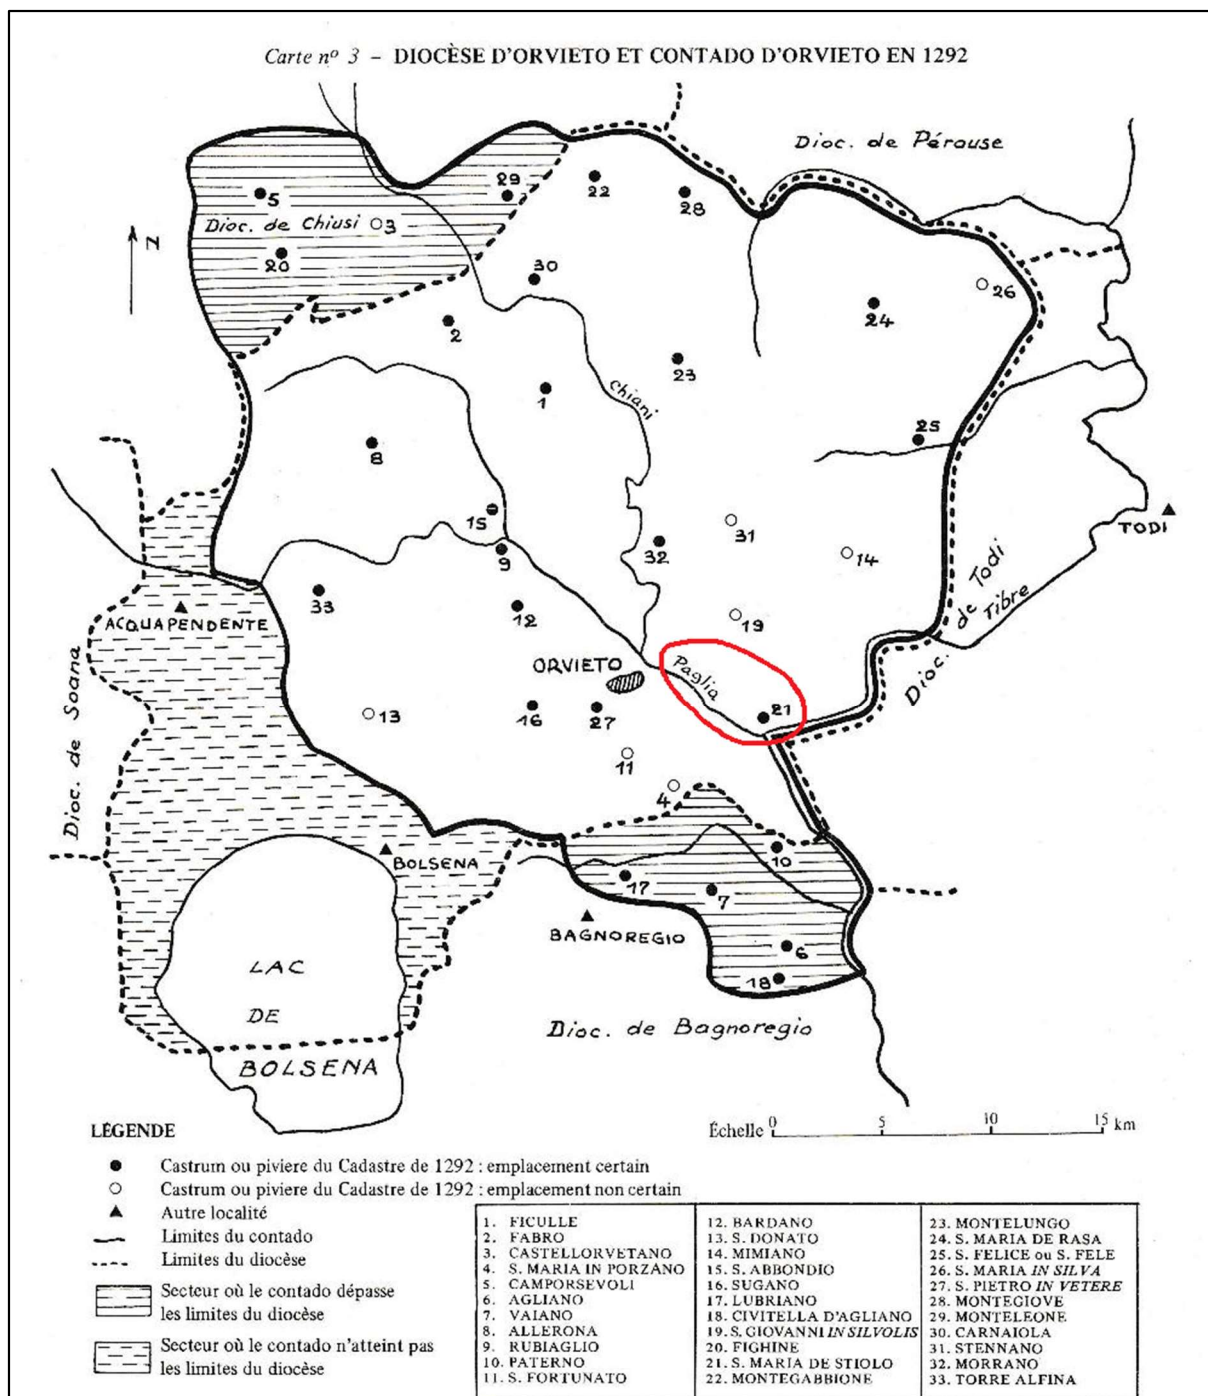 Carte nº 3 – DIOCÈSE D'ORVIETO ET CONTADO D'ORVIETO EN 1292
Dioc. de Pérouse
5
29
22
28
Dioc. de Chiusi
3
N
20
30
26
2
24
23
1
Chiani
8
25
15
31
TODI
32
14
9
33
ACQUAPENDENTE
12
19
Dioc. de Todi
Tibre
ORVIETO
Paglia
Dioc. de Soana
13
16
27
21
11
4
BOLSENA
10
17
7
BAGNOREGIO
6
LAC
18
DE
Dioc. de Bagnoregio
BOLSENA
LÉGENDE
Échelle 0 5 10 15 km
Castrum ou piviere du Cadastre de 1292 : emplacement certain
Castrum ou piviere du Cadastre de 1292 : emplacement non certain
Autre localité
Limites du contado
Limites du diocèse
Secteur où le contado dépasse
les limites du diocèse
Secteur où le contado n'atteint pas
les limites du diocèse
1. FICULLE
2. FABRO
3. CASTELLORVETANO
4. S. MARIA IN PORZANO
5. CAMPORSEVOLI
6. AGLIANO
7. VAIANO
8. ALLERONA
9. RUBIAGLIO
10. PATERNO
11. S. FORTUNATO
12. BARDANO
13. S. DONATO
14. MIMIANO
15. S. ABBONDIO
16. SUGANO
17. LUBRIANO
18. CIVITELLA D'AGLIANO
19. S. GIOVANNI IN SILVOLIS
20. FIGHINE
21. S. MARIA DE STIOLO
22. MONTEGABBIONE
23. MONTELUNGO
24. S. MARIA DE RASA
25. S. FELICE ou S. FELE
26. S. MARIA IN SILVA
27. S. PIETRO IN VETERE
28. MONTEGIOVE
29. MONTELEONE
30. CARNAIOLA
31. STENNANO
32. MORRANO
33. TORRE ALFINA